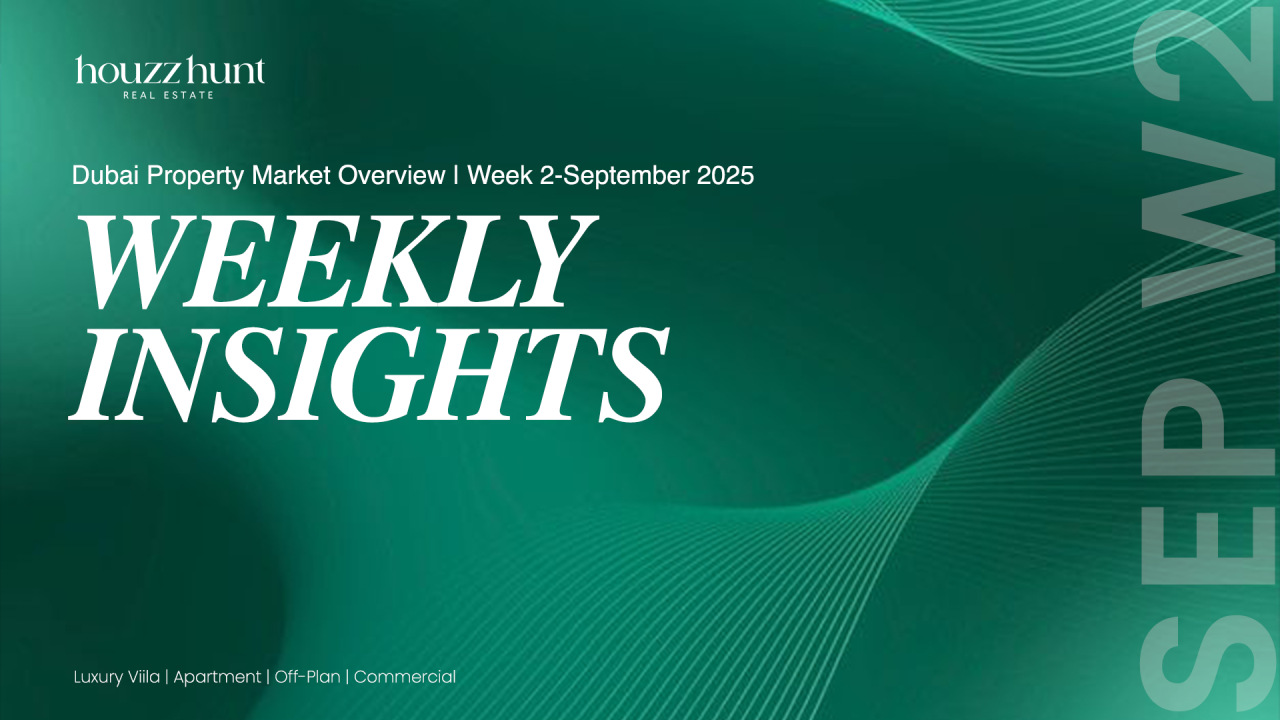 houzz hunt
REAL ESTATE
Dubai Property Market Overview | Week 2-September 2025
WEEKLY
INSIGHTS
Luxury Viila | Apartment | Off-Plan | Commercial
SEP W2